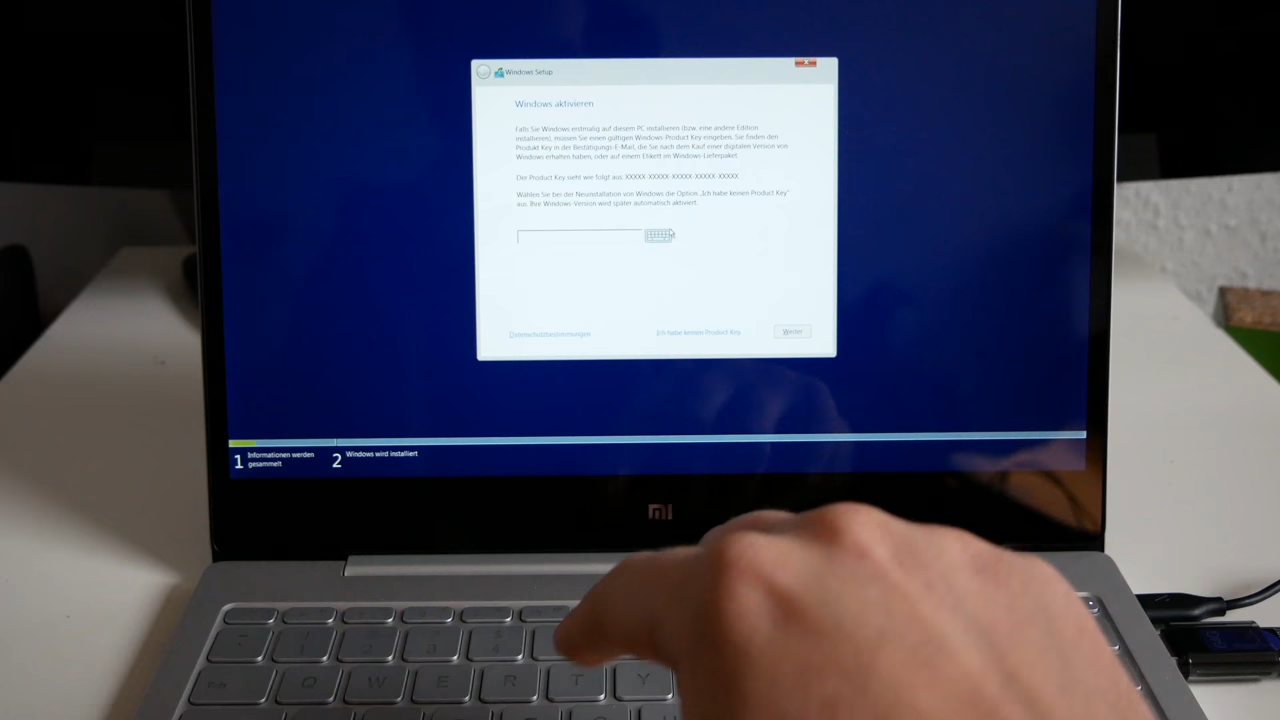 Windows Setup
Windows aktivieren
Falls Sie Windows erstmalig auf diesem PC installieren (bzw. eine andere Edition
installieren), müssen Sie einen gültigen Windows-Product Key eingeben. Sie finden den
Produkt Key in der Bestätigungs-E-Mail, die Sie nach dem Kauf einer digitalen Version von
Windows erhalten haben, oder auf einem Etikett im Windows-Lieferpaket.
Der Product Key sieht wie folgt aus: XXXXX-XXXXX-XXXXX-XXXXX-XXXXX
Wählen Sie bei der Neuinstallation von Windows die Option „Ich habe keinen Product Key"
aus. Ihre Windows-Version wird später automatisch aktiviert.
Datenschutzbestimmungen
Ich habe keinen Product Key.
Weiter
1 Informationen werden
gesammelt
2 Windows wird installiert
mi
1 2 3 4
Q W E R T Y